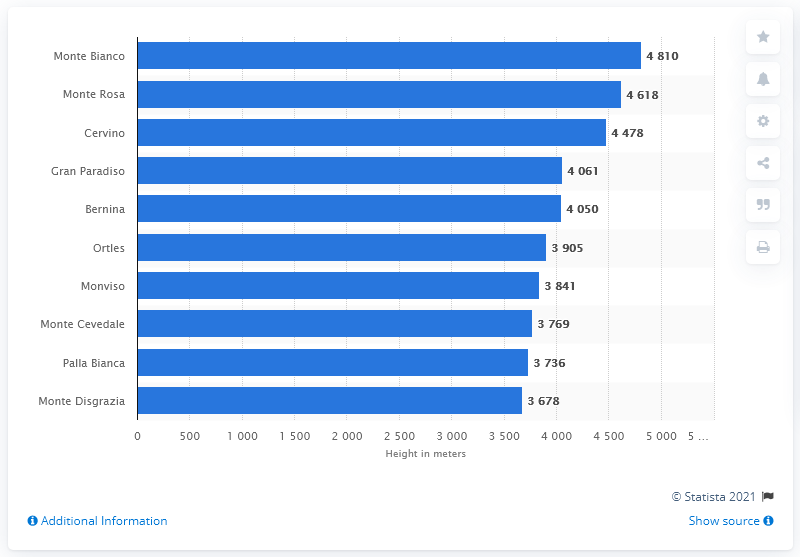 Monte Bianco 4 810
Monte Rosa 4 618
Cervino 4 478
Gran Paradiso 4 061
Bernina 4 050
Ortles 3 905
Monviso 3 841
Monte Cevedale 3 769
Palla Bianca 3 736
Monte Disgrazia 3 678
0 500 1 000 1 500 2 000 2 500 3 000 3 500 4 000 4 500 5 000 5 ...
Height in meters
© Statista 2021
Additional Information Show source